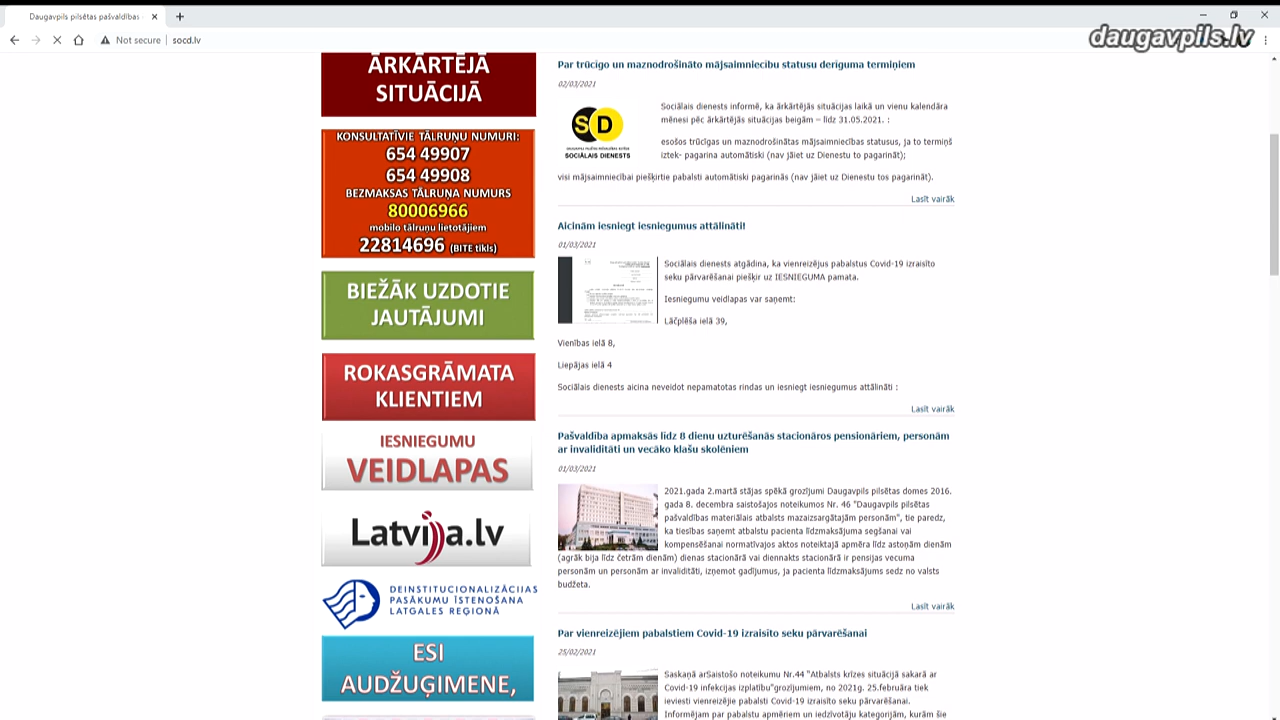 Daugavpils pilsētas pašvaldības
Not secure
socd.lv
daugavpils.lv
ĀRKĀRTĒJĀ
SITUĀCIJĀ
KONSULTATĪVIE TĀLRUŅU NUMURI:
654 49907
654 49908
BEZMAKSAS TĀLRUŅA NUMURS
80006966
mobilo tālruņu lietotājiem
22814696 (BITE tīkls)
BIEŽĀK UZDOTIE
JAUTĀJUMI
ROKASGRĀMATA
KLIENTIEM
IESNIEGUMU
VEIDLAPAS
Latvija.lv
DEINSTITUCIONALIZĀCIJAS
PASĀKUMU ĪSTENOŠANA
LATGALES REĢIONĀ
ESI
AUDŽUĢIMENE,
Par trūcīgo un maznodrošināto mājsaimniecību statusu derīguma termiņiem
02/03/2021
SD
SOCIĀLAIS DIENESTS
Sociālais dienests informē, ka ārkārtējās situācijas laikā un vienu kalendāra
mēnesi pēc ārkārtējās situācijas beigām – līdz 31.05.2021. :
esošos trūcīgas un maznodrošinātas mājsaimniecības statusus, ja to termiņš
iztek- pagarina automātiski (nav jāiet uz Dienestu to pagarināt);
visi mājsaimniecībai piešķirtie pabalsti automātiski pagarinās (nav jāiet uz Dienestu tos pagarināt).
Lasīt vairāk
Aicinām iesniegt iesniegumus attālināti!
01/03/2021
Sociālais dienests atgādina, ka vienreizējus pabalstus Covid-19 izraisīto
seku pārvarēšanai piešķir uz IESNIEGUMA pamata.
Iesniegumu veidlapas var saņemt:
Lāčplēša ielā 39,
Vienības ielā 8,
Liepājas ielā 4
Sociālais dienests aicina neveidot nepamatotas rindas un iesniegt iesniegumus attālināti :
Lasīt vairāk
Pašvaldība apmaksās līdz 8 dienu uzturēšanās stacionāros pensionāriem, personām
ar invaliditāti un vecāko klašu skolēniem
01/03/2021
2021.gada 2.martā stājas spēkā grozījumi Daugavpils pilsētas domes 2016.
gada 8. decembra saistošajos noteikumos Nr. 46 "Daugavpils pilsētas
pašvaldības materiālais atbalsts mazaizsargātajām personām", tie paredz,
ka tiesības saņemt atbalstu pacienta līdzmaksājuma segšanai vai
kompensēšanai normatīvajos aktos noteiktajā apmērā līdz astoņām dienām
(agrāk bija līdz četrām dienām) dienas stacionārā vai diennakts stacionārā ir pensijas vecuma
personām un personām ar invaliditāti, izņemot gadījumus, ja pacienta līdzmaksājums sedz no valsts
budžeta.
Lasīt vairāk
Par vienreizējiem pabalstiem Covid-19 izraisīto seku pārvarēšanai
25/02/2021
Saskaņā arSaistošo noteikumu Nr.44 "Atbalsts krīzes situācijā sakarā ar
Covid-19 infekcijas izplatību"grozījumiem, no 2021g. 25.februāra tiek
ieviesti vienreizēje pabalsti Covid-19 izraisīto seku pārvarēšanai.
Informējam par pabalstu apmēriem un iedzīvotāju kategorijām, kurām šie